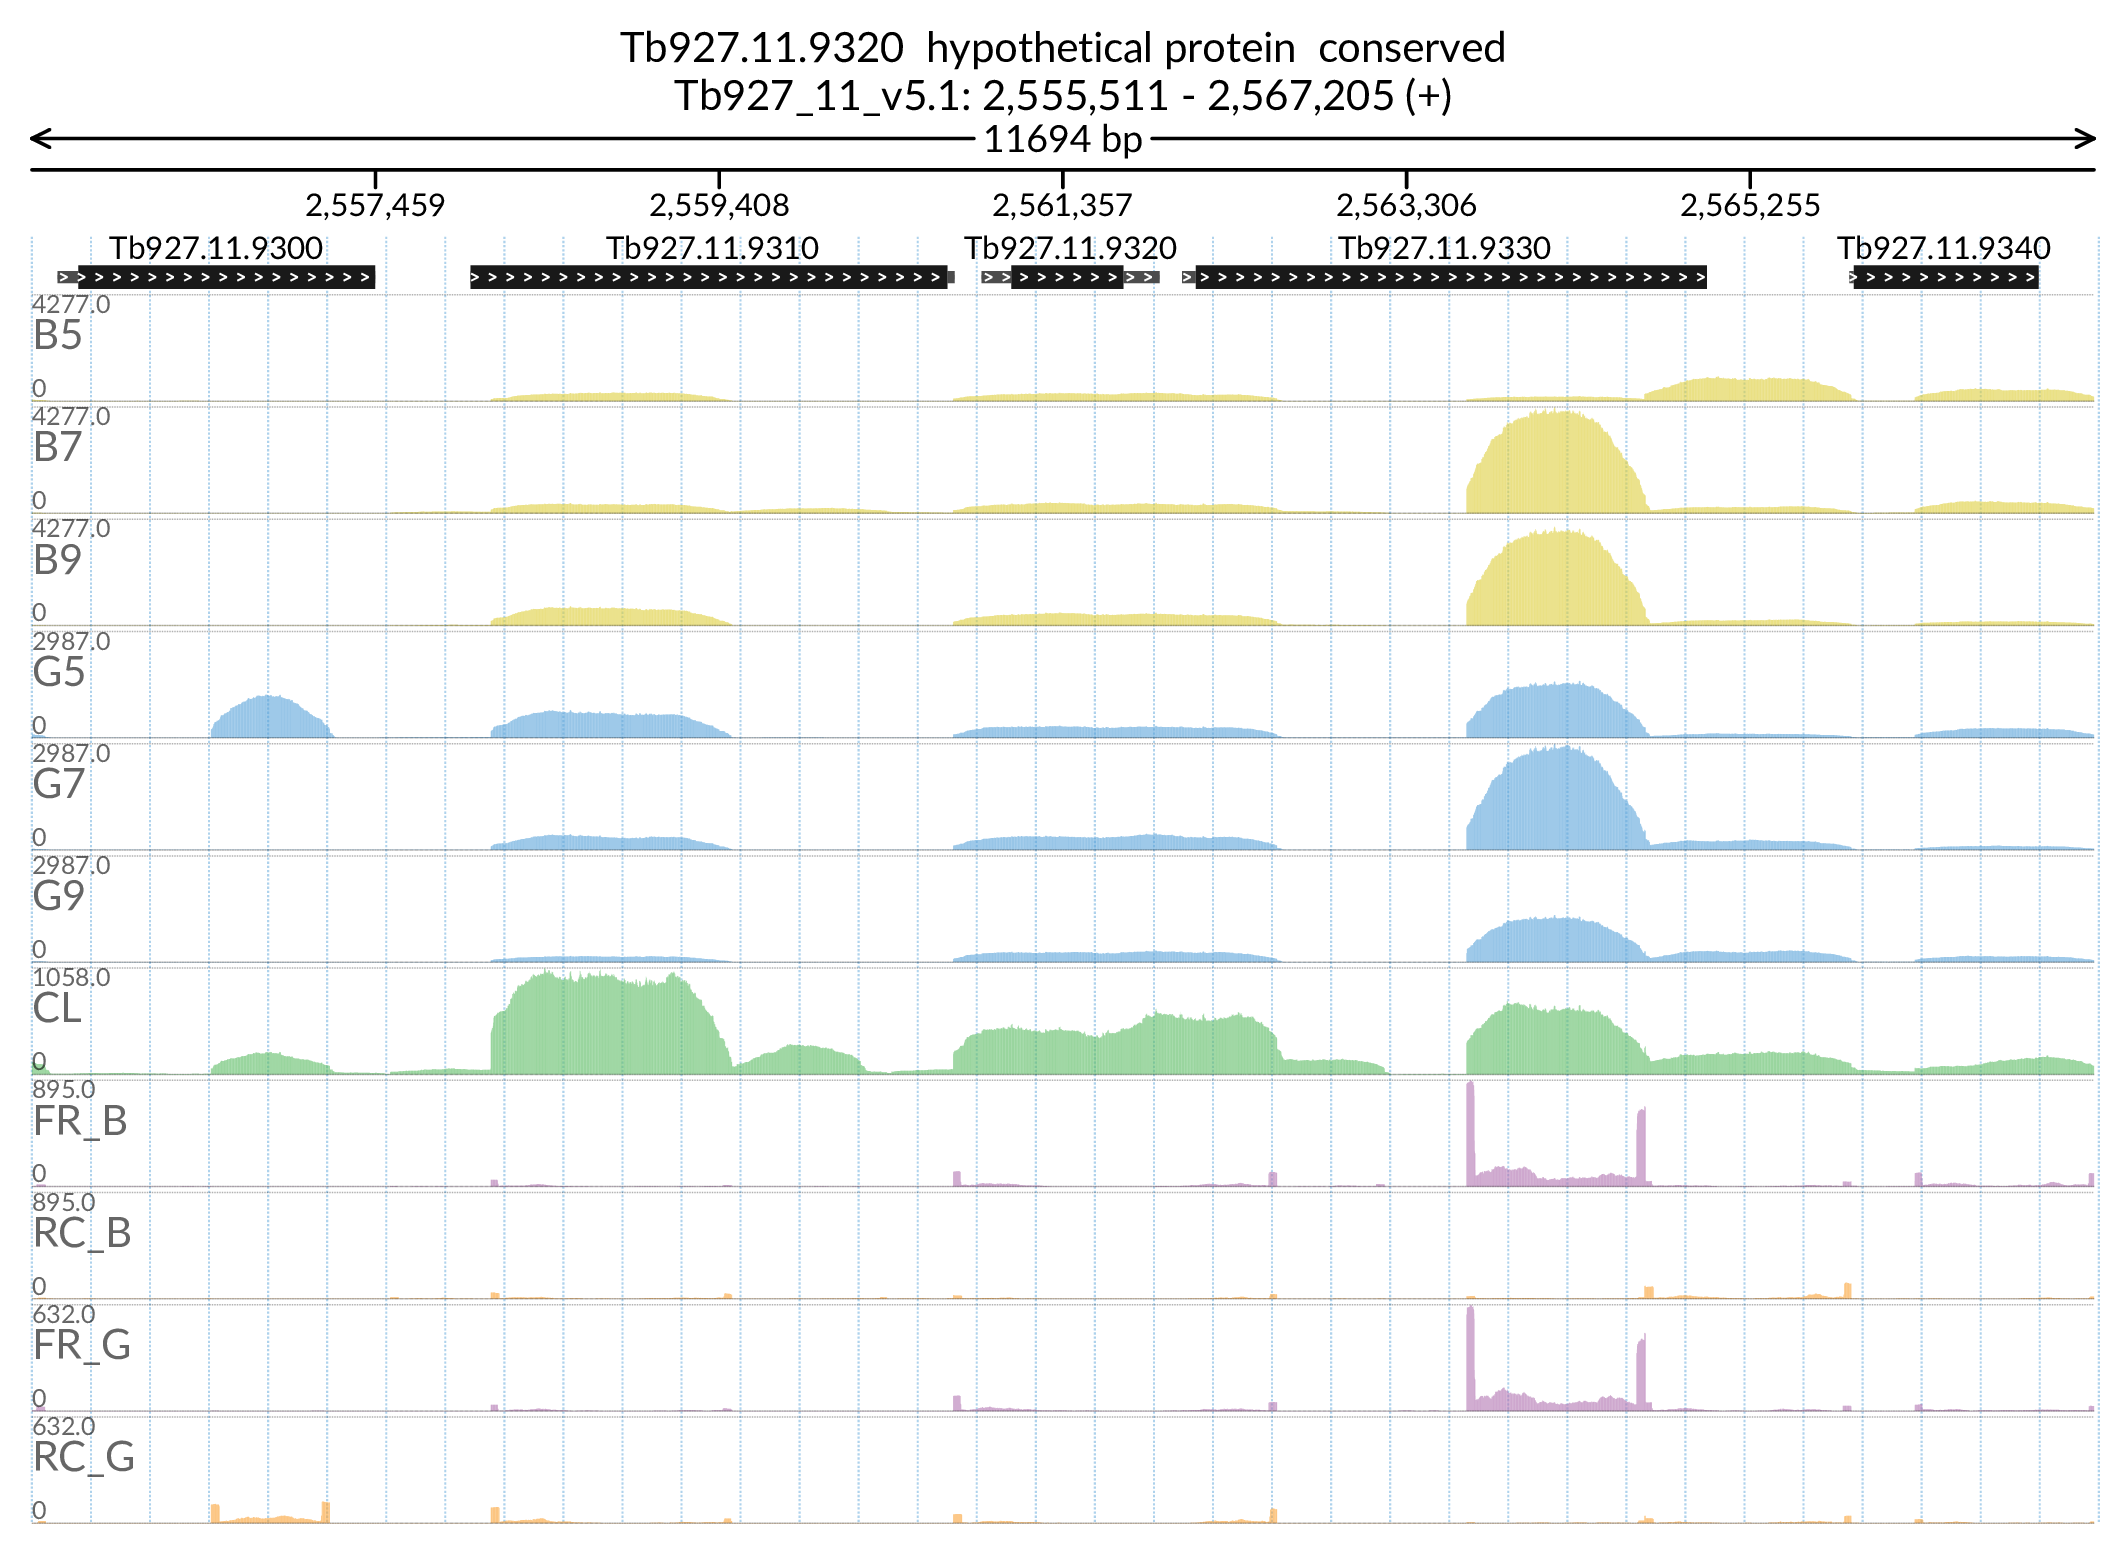 Tb927.11.9320 hypothetical protein conserved
Tb927_11_v5.1: 2,555,511 - 2,567,205 (+)
11694 bp
2,557,459 2,559,408 2,561,357 2,563,306 2,565,255
Tb927.11.9300 Tb927.11.9310 Tb927.11.9320 Tb927.11.9330 Tb927.11.9340
4277.0
B5
0
4277.0
B7
0
4277.0
B9
0
2987.0
G5
0
2987.0
G7
0
2987.0
G9
0
1058.0
CL
0
895.0
FR_B
0
895.0
RC_B
0
632.0
FR_G
0
632.0
RC_G
0